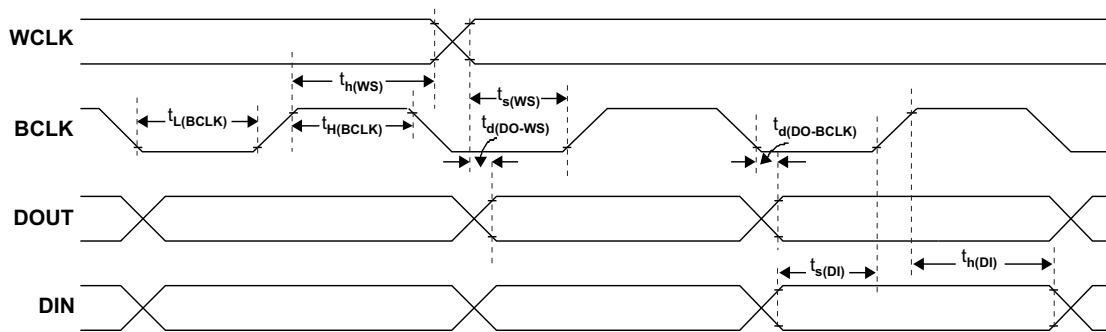 WCLK
th(WS)
ts(WS)
BCLK
tL(BCLK)
tH(BCLK)
td(DO-WS)
td(DO-BCLK)
DOUT
ts(DI)
th(DI)
DIN